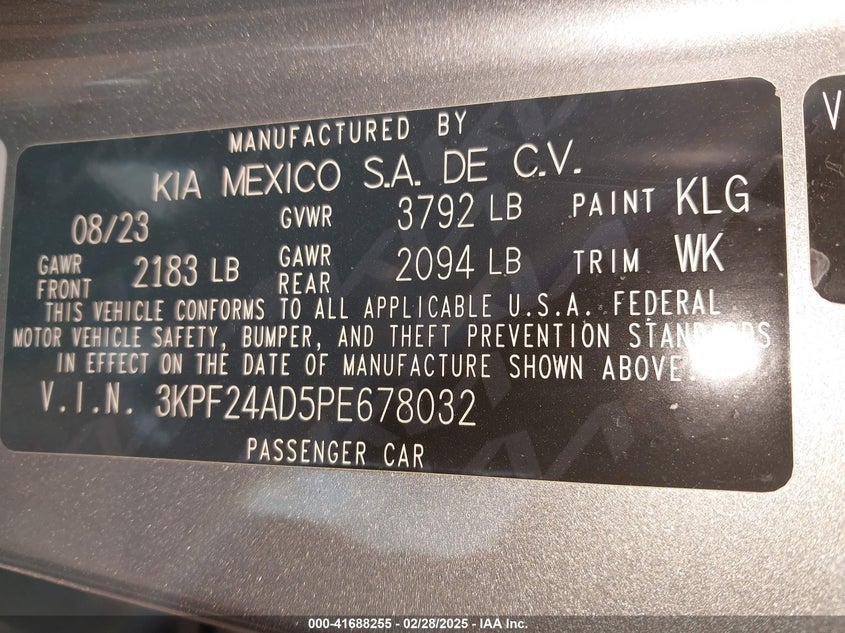 MANUFACTURED BY
KIA MEXICO S.A. DE C.V.
08/23 GVWR 3792 LB PAINT KLG
GAWR FRONT 2183 LB GAWR REAR 2094 LB TRIM WK
THIS VEHICLE CONFORMS TO ALL APPLICABLE U.S.A. FEDERAL
MOTOR VEHICLE SAFETY, BUMPER, AND THEFT PREVENTION STANDARDS
IN EFFECT ON THE DATE OF MANUFACTURE SHOWN ABOVE.
V.I.N. 3KPF24AD5PE678032
PASSENGER CAR
V
000-41688255 - 02/28/2025 - IAA Inc.